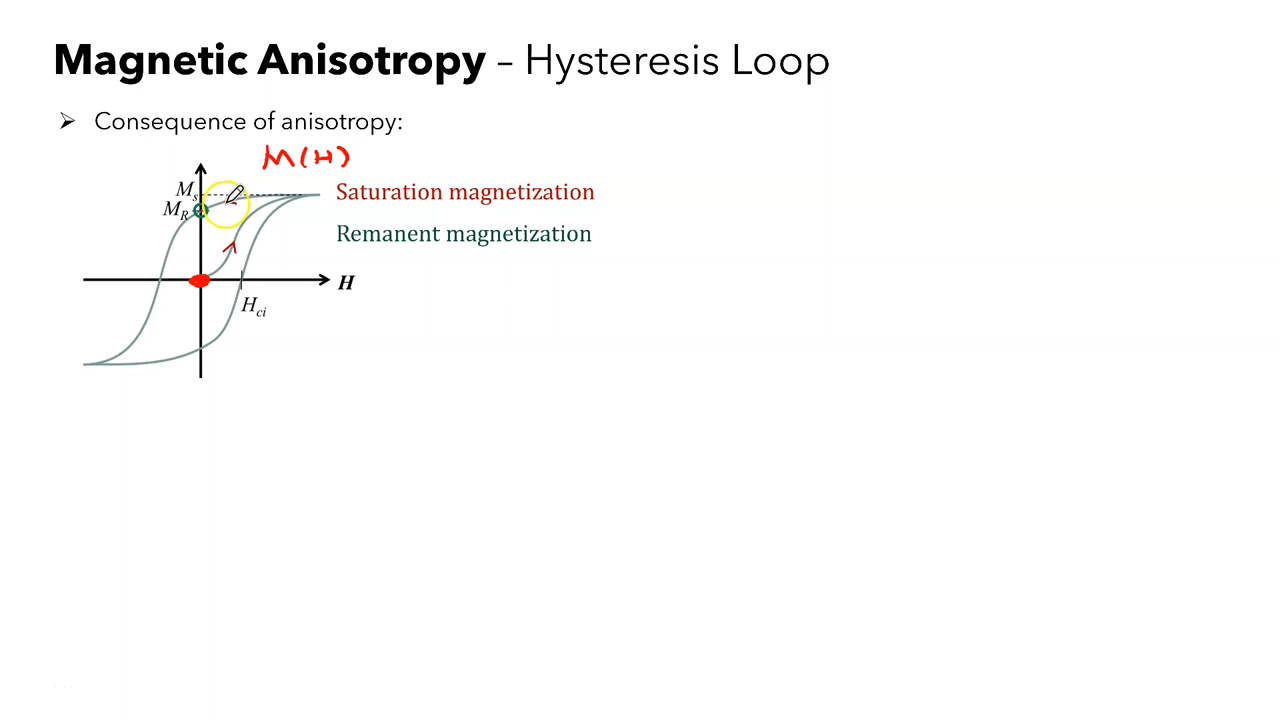 Magnetic Anisotropy – Hysteresis Loop
➢ Consequence of anisotropy:
M(H)
Ms
Saturation magnetization
MR
Remanent magnetization
H
Hci